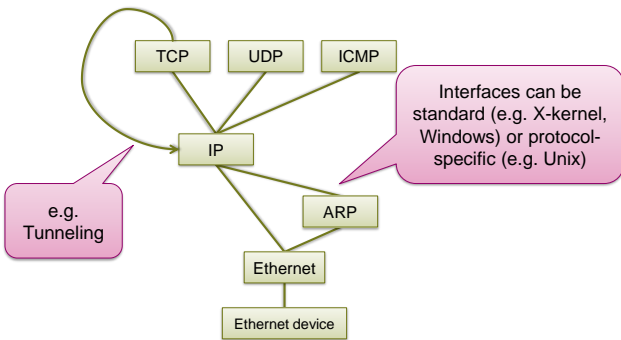 TCP
UDP
ICMP
Interfaces can be
standard (e.g. X-kernel,
Windows) or protocol-
specific (e.g. Unix)
IP
e.g.
Tunneling
ARP
Ethernet
Ethernet device